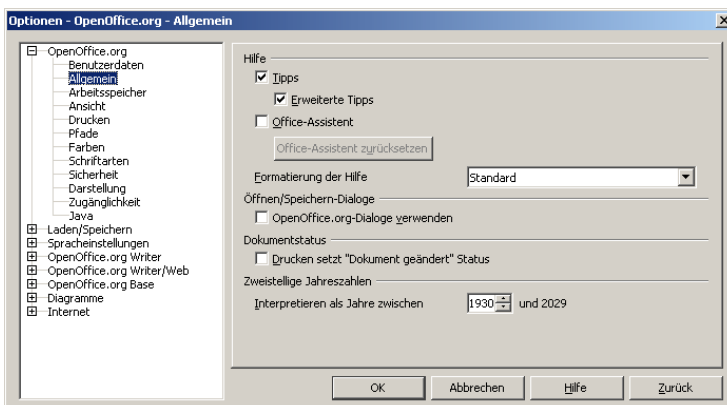 Optionen - OpenOffice.org - Allgemein
OpenOffice.org
Benutzerdaten
Allgemein
Arbeitsspeicher
Ansicht
Drucken
Pfade
Farben
Schriftarten
Sicherheit
Darstellung
Zugänglichkeit
Java
Laden/Speichern
Spracheinstellungen
OpenOffice.org Writer
OpenOffice.org Writer/Web
OpenOffice.org Base
Diagramme
Internet
Hilfe
Tipps
Erweiterte Tipps
Office-Assistent
Office-Assistent zurücksetzen
Formatierung der Hilfe Standard
Öffnen/Speichern-Dialoge
OpenOffice.org-Dialoge verwenden
Dokumentstatus
Drucken setzt "Dokument geändert" Status
Zweistellige Jahreszahlen
Interpretieren als Jahre zwischen 1930 und 2029
OK Abbrechen Hilfe Zurück